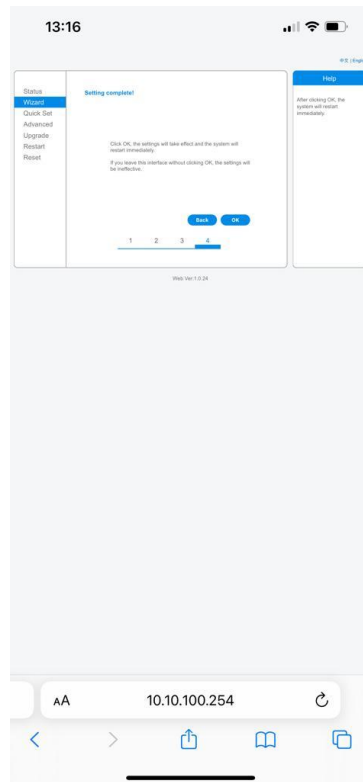 13:16
中文 | Engli
Status
Wizard
Quick Set
Advanced
Upgrade
Restart
Reset
Setting complete!
Click OK, the settings will take effect and the system will
restart immediately.
If you leave this interface without clicking OK, the settings will
be ineffective.
Back OK
1 2 3 4
Help
After clicking OK, the
system will restart
immediately.
Web Ver:1.0.24
AA 10.10.100.254